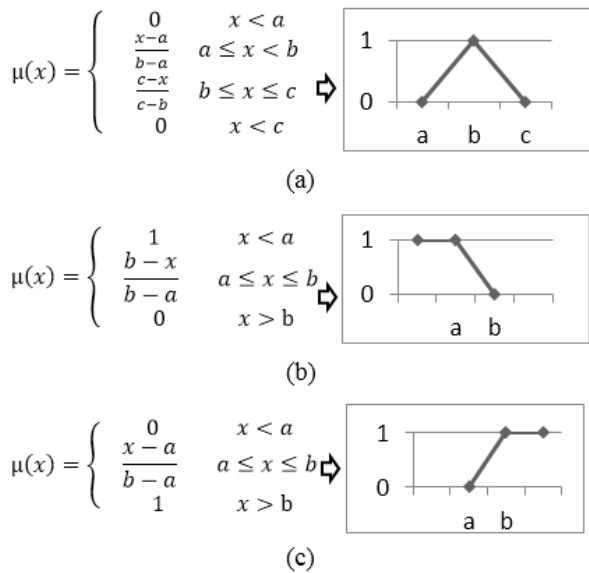 μ(x) = { 0 x < a
x−a/b−a a ≤ x < b
c−x/c−b b ≤ x ≤ c
0 x < c
1
0
a b c
(a)
μ(x) = { 1 x < a
b − x/b − a a ≤ x ≤ b
0 x > b
1
0
a b
(b)
μ(x) = { 0 x < a
x − a/b − a a ≤ x ≤ b
1 x > b
1
0
a b
(c)